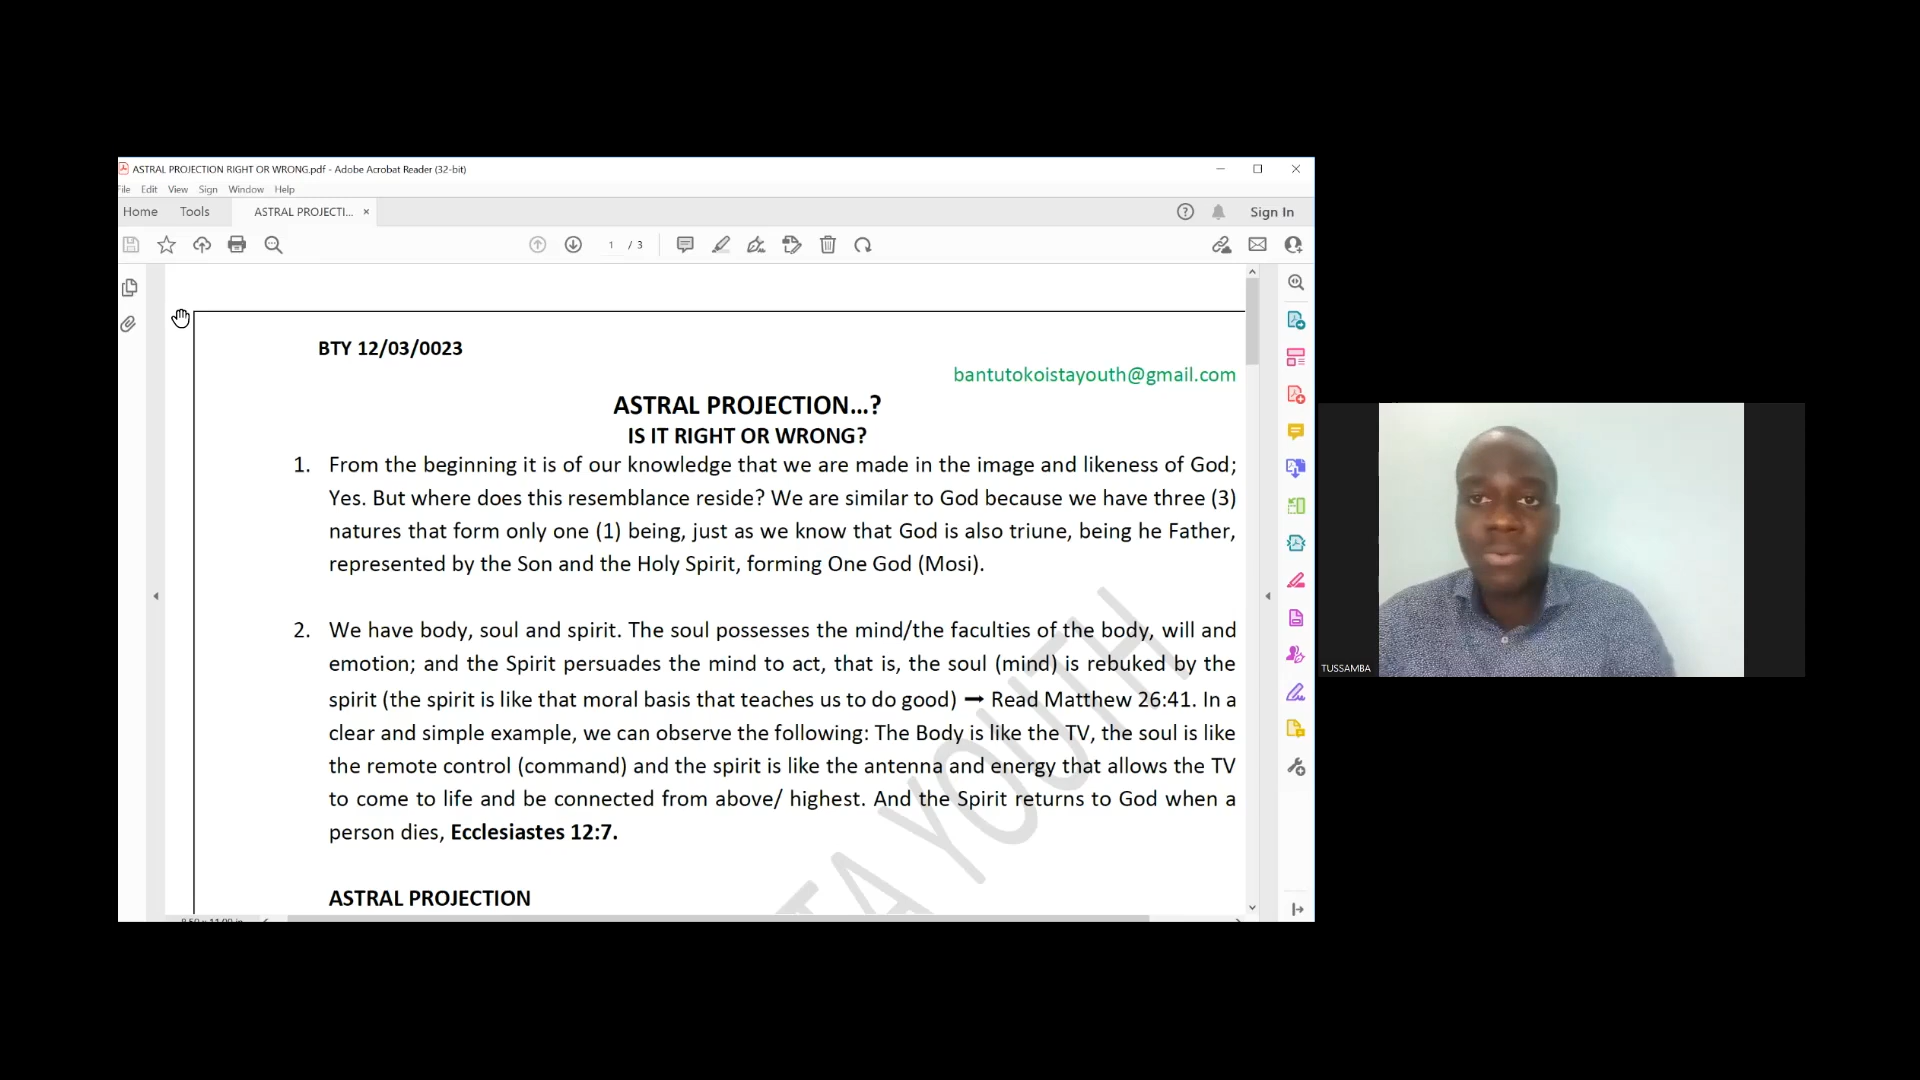 ASTRAL PROJECTION RIGHT OR WRONG.pdf - Adobe Acrobat Reader (32-bit)
File Edit View Sign Window Help
Home Tools ASTRAL PROJECTI... × Sign In
1 / 3
BTY 12/03/0023
bantutokoistayouth@gmail.com
ASTRAL PROJECTION...?
IS IT RIGHT OR WRONG?
1. From the beginning it is of our knowledge that we are made in the image and likeness of God;
Yes. But where does this resemblance reside? We are similar to God because we have three (3)
natures that form only one (1) being, just as we know that God is also triune, being he Father,
represented by the Son and the Holy Spirit, forming One God (Mosi).
2. We have body, soul and spirit. The soul possesses the mind/the faculties of the body, will and
emotion; and the Spirit persuades the mind to act, that is, the soul (mind) is rebuked by the
spirit (the spirit is like that moral basis that teaches us to do good) ➞ Read Matthew 26:41. In a
clear and simple example, we can observe the following: The Body is like the TV, the soul is like
the remote control (command) and the spirit is like the antenna and energy that allows the TV
to come to life and be connected from above/ highest. And the Spirit returns to God when a
person dies, Ecclesiastes 12:7.
ASTRAL PROJECTION
TA YOUTH
TUSSAMBA